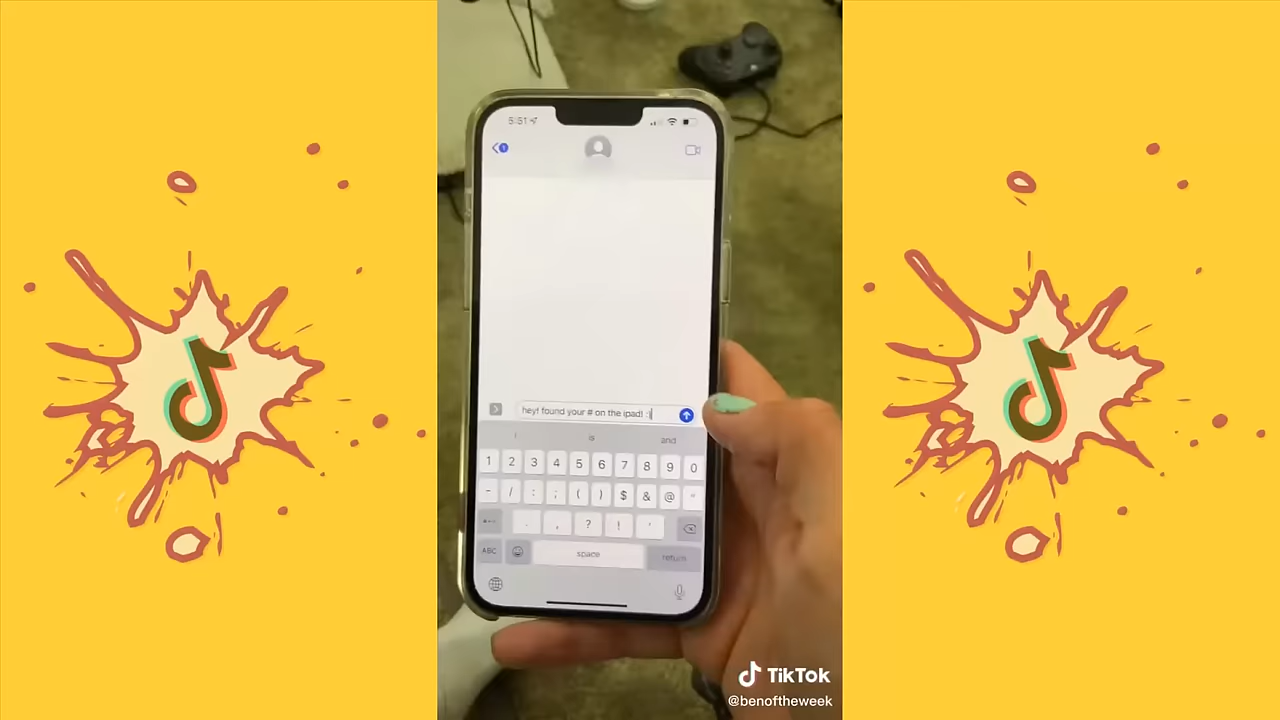 5:51
1
hey! found your # on the ipad! :)
and
1 2 3 4 5 6 7 8 9 0
- / : ; ( ) $ & @ "
#+= . , ? ! '
ABC space return
TikTok
@benoftheweek